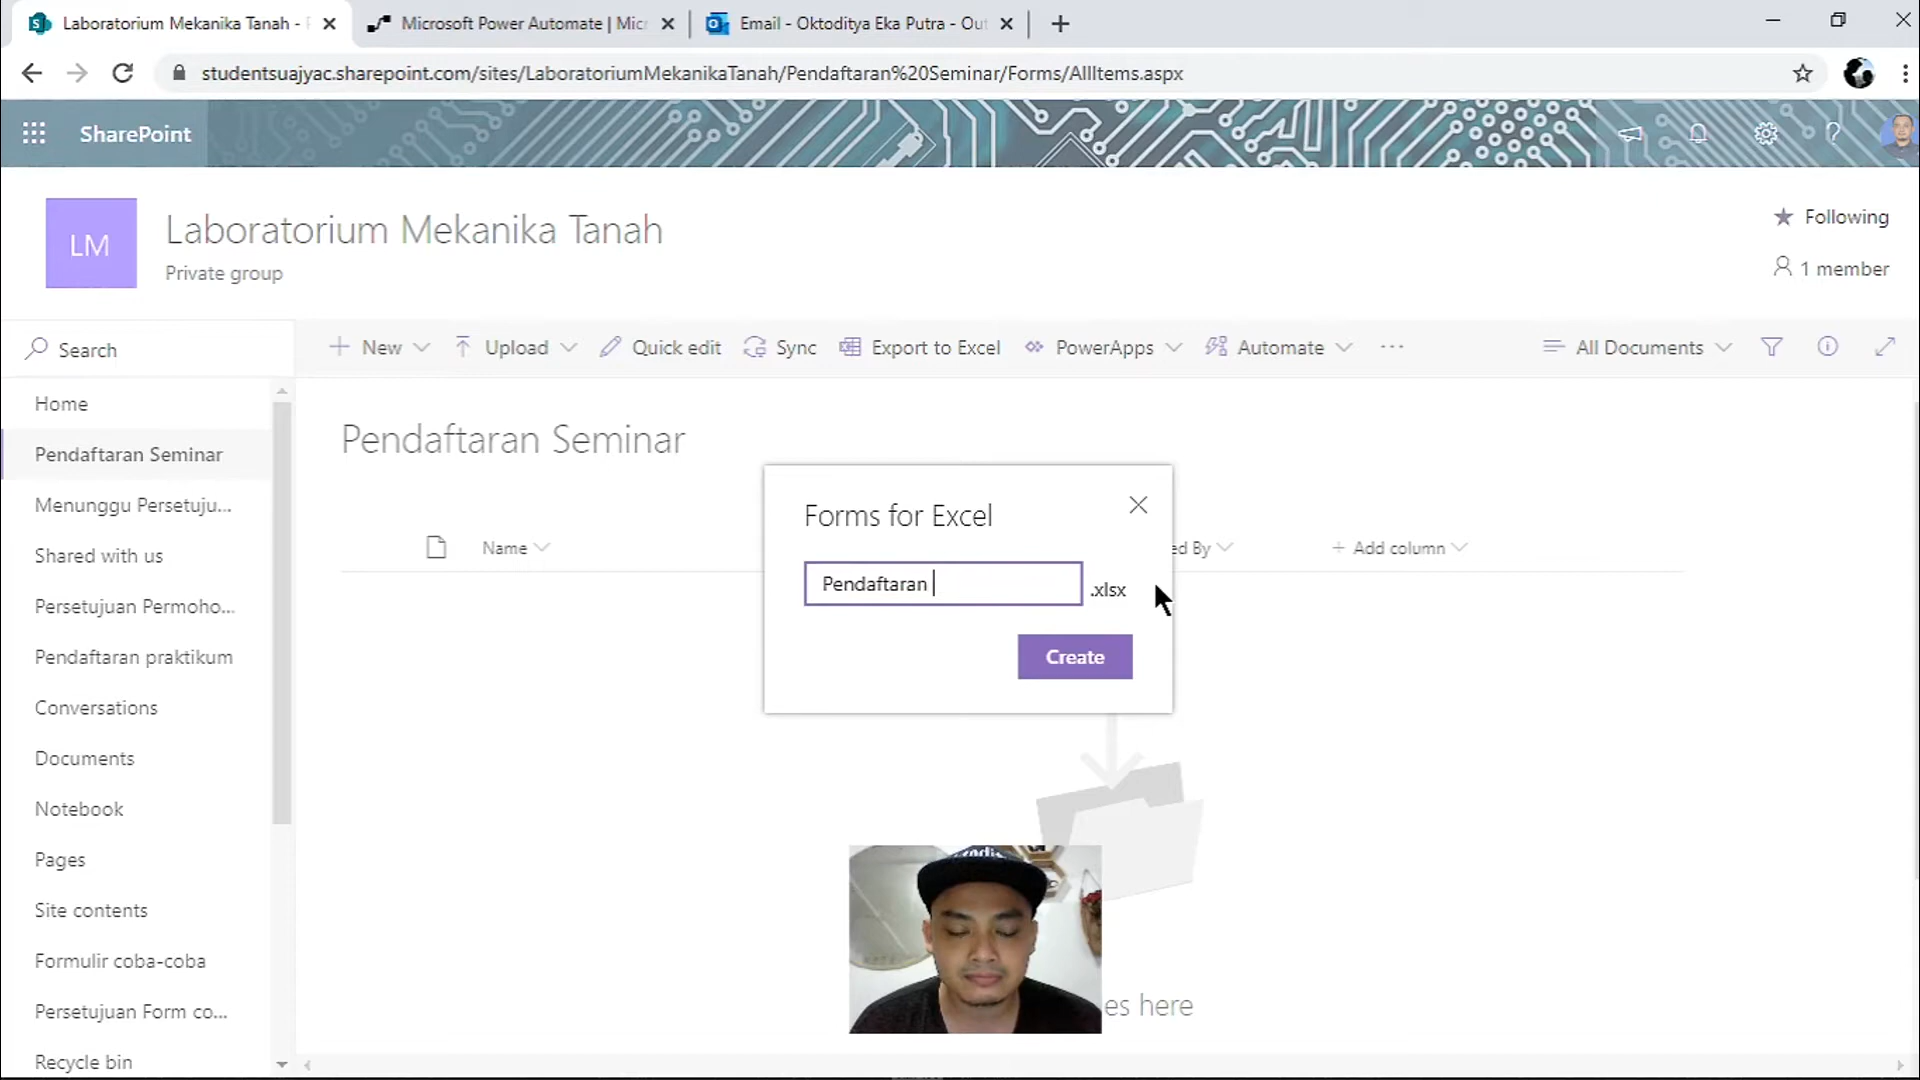 Laboratorium Mekanika Tanah -
Microsoft Power Automate | Mic
Email - Oktoditya Eka Putra - Out
studentsuajyac.sharepoint.com/sites/LaboratoriumMekanikaTanah/Pendaftaran%20Seminar/Forms/AllItems.aspx
SharePoint
LM
Laboratorium Mekanika Tanah
Private group
Following
1 member
Search
New
Upload
Quick edit
Sync
Export to Excel
PowerApps
Automate
All Documents
Home
Pendaftaran Seminar
Menunggu Persetuju...
Shared with us
Persetujuan Permoho...
Pendaftaran praktikum
Conversations
Documents
Notebook
Pages
Site contents
Formulir coba-coba
Persetujuan Form co...
Recycle bin
Pendaftaran Seminar
Name
ed By
+ Add column
Forms for Excel
Pendaftaran
.xlsx
Create
es here